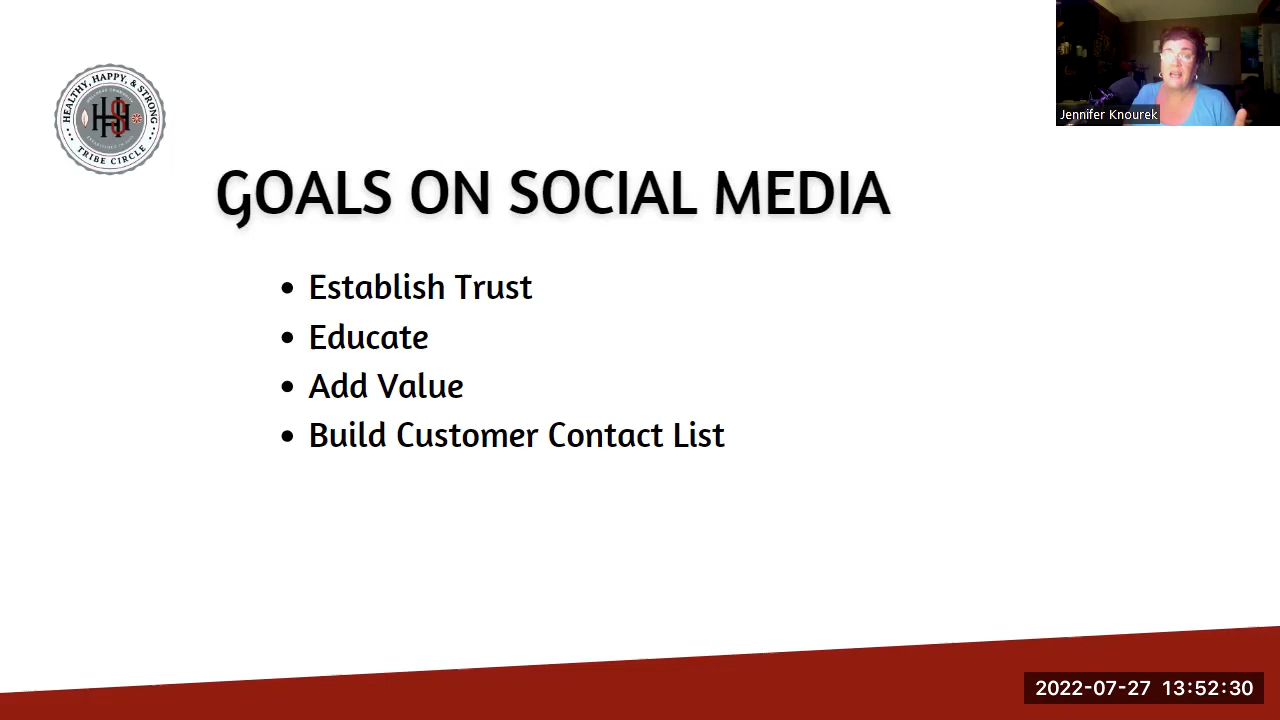 HEALTHY, HAPPY, & STRONG
HHS
TRIBE CIRCLE
Jennifer Knourek
GOALS ON SOCIAL MEDIA
• Establish Trust
• Educate
• Add Value
• Build Customer Contact List
2022-07-27 13:52:30